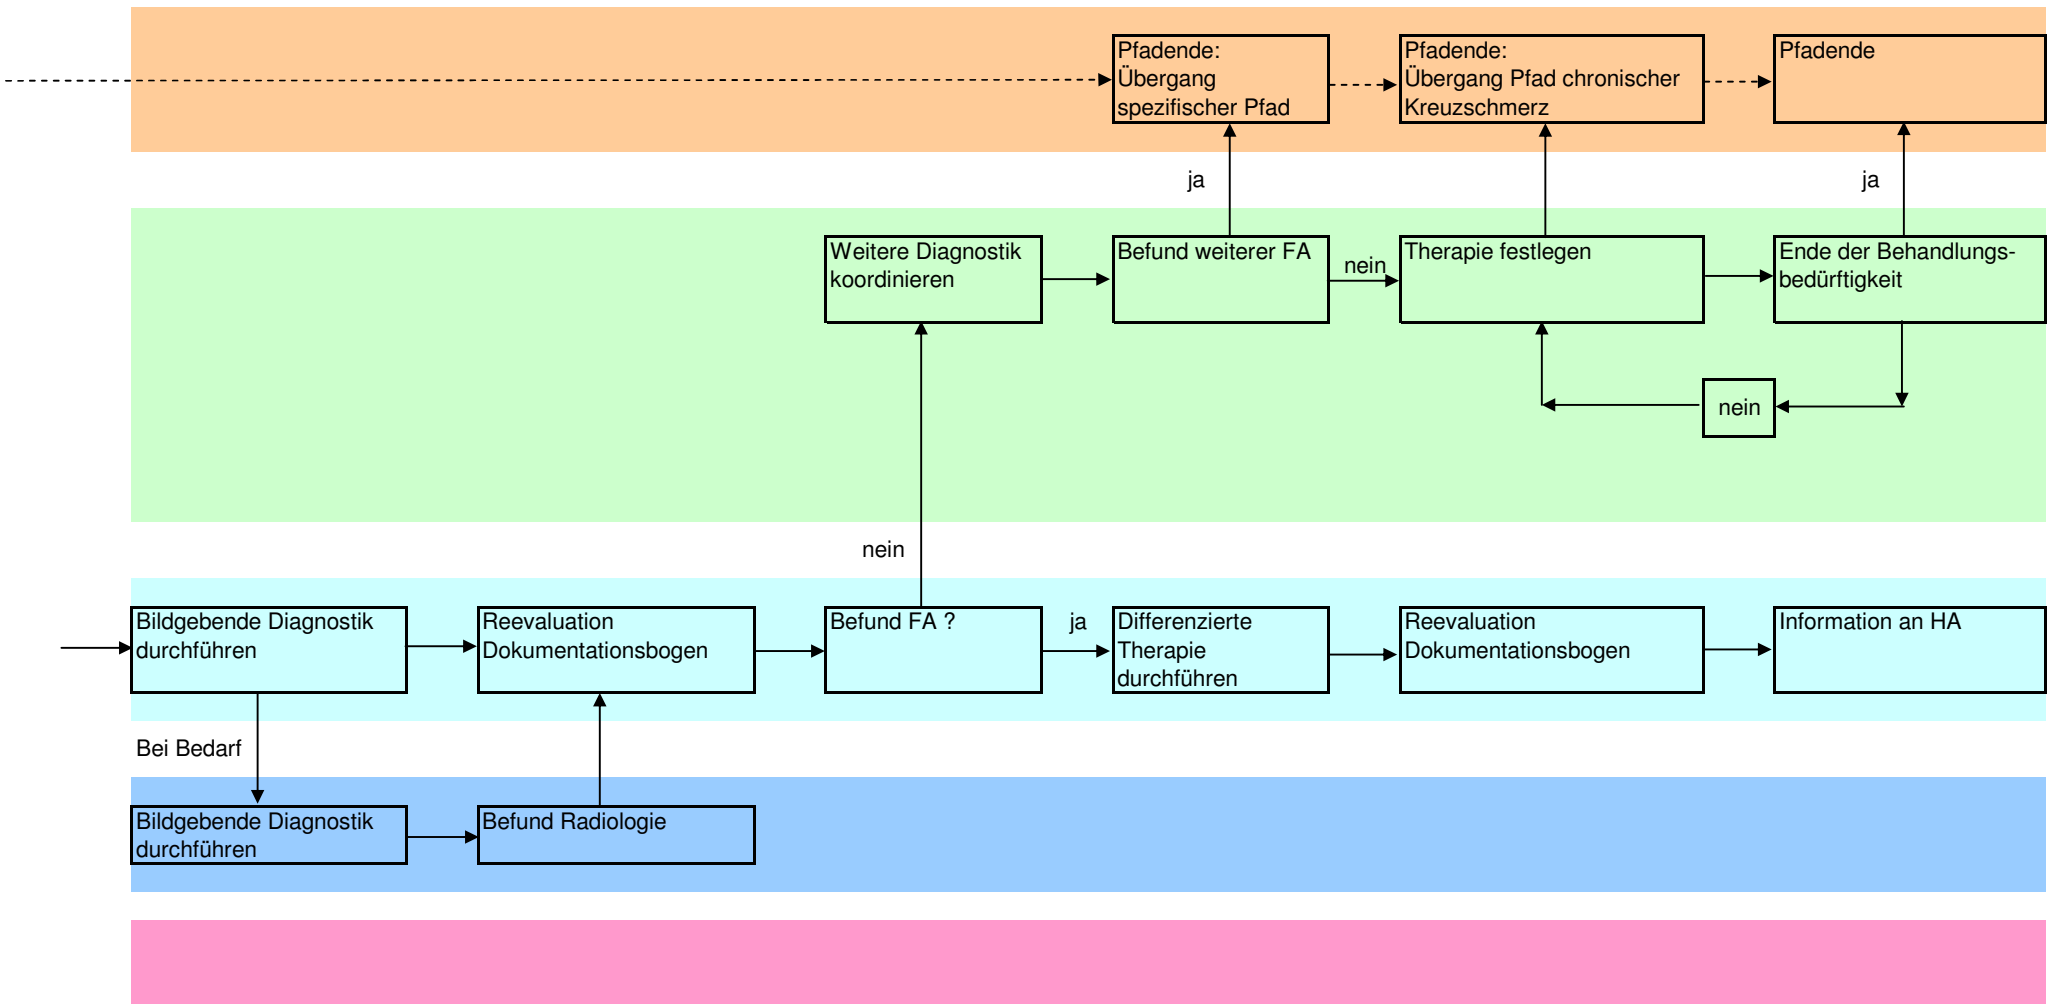 Pfadende:
Übergang
spezifischer Pfad
Pfadende:
Übergang Pfad chronischer
Kreuzschmerz
Pfadende
ja
ja
Weitere Diagnostik
koordinieren
Befund weiterer FA
nein
Therapie festlegen
Ende der Behandlungs-
bedürftigkeit
nein
nein
Bildgebende Diagnostik
durchführen
Reevaluation
Dokumentationsbogen
Befund FA ?
ja
Differenzierte
Therapie
durchführen
Reevaluation
Dokumentationsbogen
Information an HA
Bei Bedarf
Bildgebende Diagnostik
durchführen
Befund Radiologie